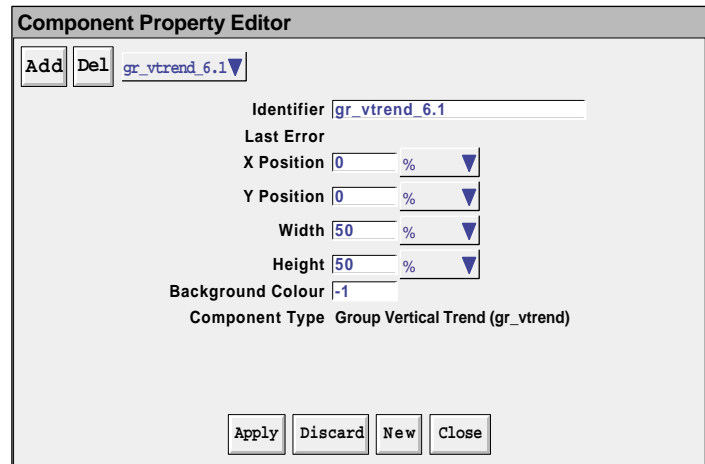 Component Property Editor
Add Del gr_vtrend_6.1
Identifier gr_vtrend_6.1
Last Error
X Position 0 %
Y Position 0 %
Width 50 %
Height 50 %
Background Colour -1
Component Type Group Vertical Trend (gr_vtrend)
Apply Discard New Close